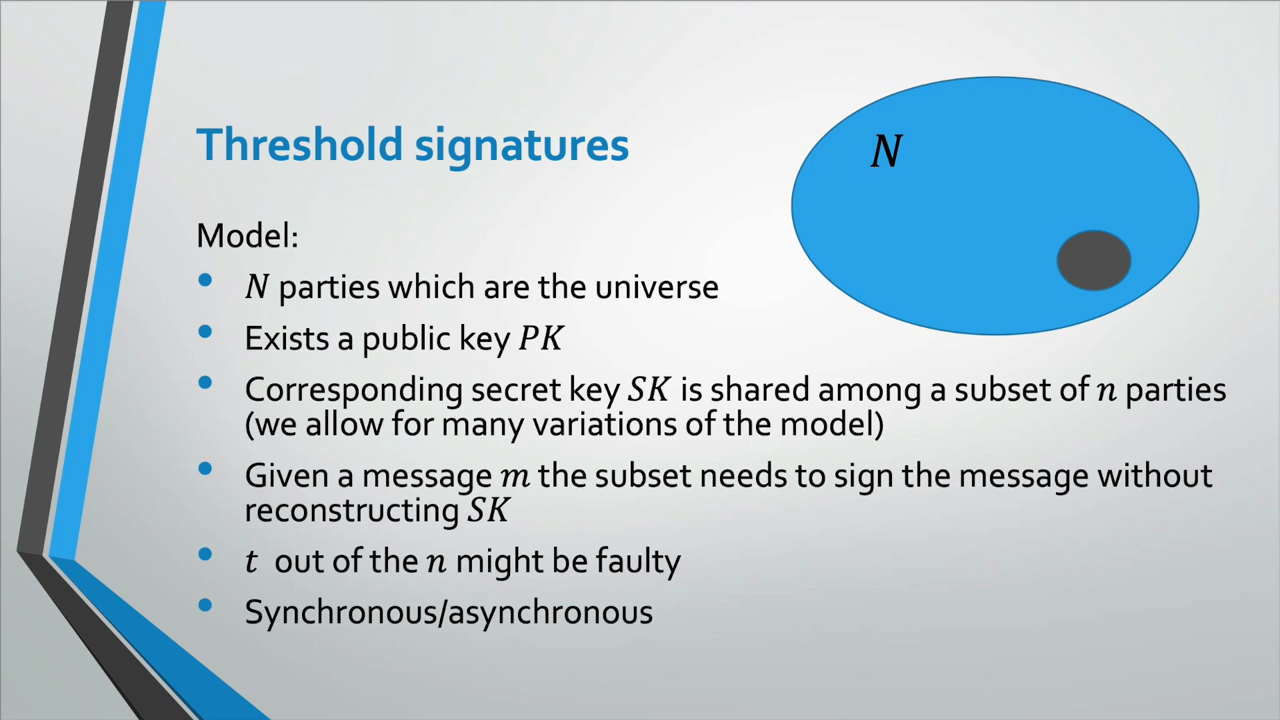 Threshold signatures
N
Model:
• N parties which are the universe
• Exists a public key PK
• Corresponding secret key SK is shared among a subset of n parties
(we allow for many variations of the model)
• Given a message m the subset needs to sign the message without
reconstructing SK
• t out of the n might be faulty
• Synchronous/asynchronous